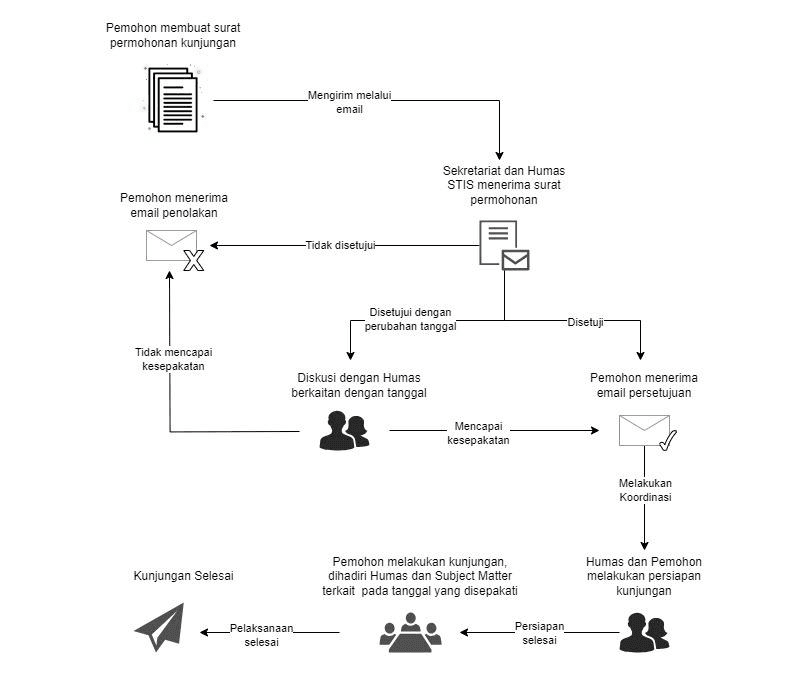 Pemohon membuat surat
permohonan kunjungan
Mengirim melalui
email
Sekretariat dan Humas
STIS menerima surat
permohonan
Pemohon menerima
email penolakan
Tidak disetujui
Disetujui dengan
perubahan tanggal
Disetuji
Tidak mencapai
kesepakatan
Diskusi dengan Humas
berkaitan dengan tanggal
Pemohon menerima
email persetujuan
Mencapai
kesepakatan
Melakukan
Koordinasi
Humas dan Pemohon
melakukan persiapan
kunjungan
Pemohon melakukan kunjungan,
dihadiri Humas dan Subject Matter
terkait pada tanggal yang disepakati
Kunjungan Selesai
Persiapan
selesai
Pelaksanaan
selesai